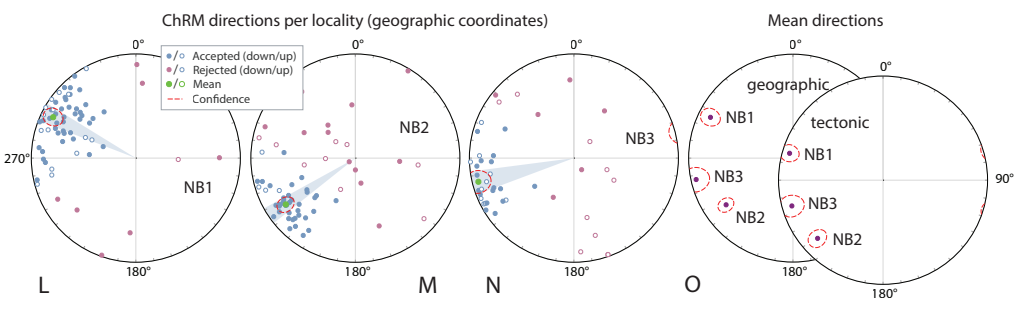 ChRM directions per locality (geographic coordinates)
Mean directions
0°
0°
0°
0°
0°
/ Accepted (down/up)
/ Rejected (down/up)
/ Mean
Confidence
geographic
tectonic
NB1
NB2
NB3
NB1
NB3
NB2
NB1
NB3
NB2
270°
90°
180°
180°
180°
180°
180°
L
M
N
O